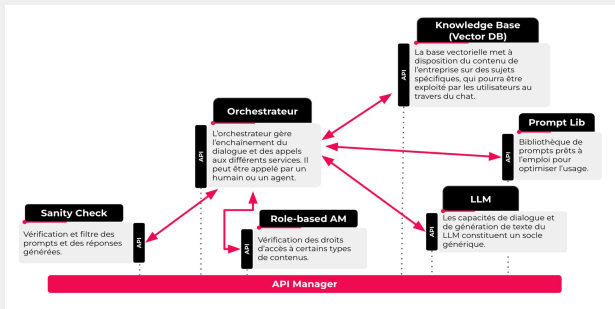 Knowledge Base
(Vector DB)
API
La base vectorielle met à
disposition du contenu de
l'entreprise sur des sujets
spécifiques, qui pourra être
exploité par les utilisateurs au
travers du chat.
Orchestrateur
API
L'orchestrateur gère
l'enchaînement du
dialogue et des appels
aux différents services. Il
peut être appelé par un
humain ou un agent.
Prompt Lib
API
Bibliothèque de
prompts prêts à
l'emploi pour
optimiser l'usage.
Sanity Check
Vérification et filtre des
prompts et des réponses
générées.
API
Role-based AM
API
Vérification des droits
d'accès à certains types
de contenus.
LLM
API
Les capacités de dialogue et
de génération de texte du
LLM constituent un socle
générique.
API Manager